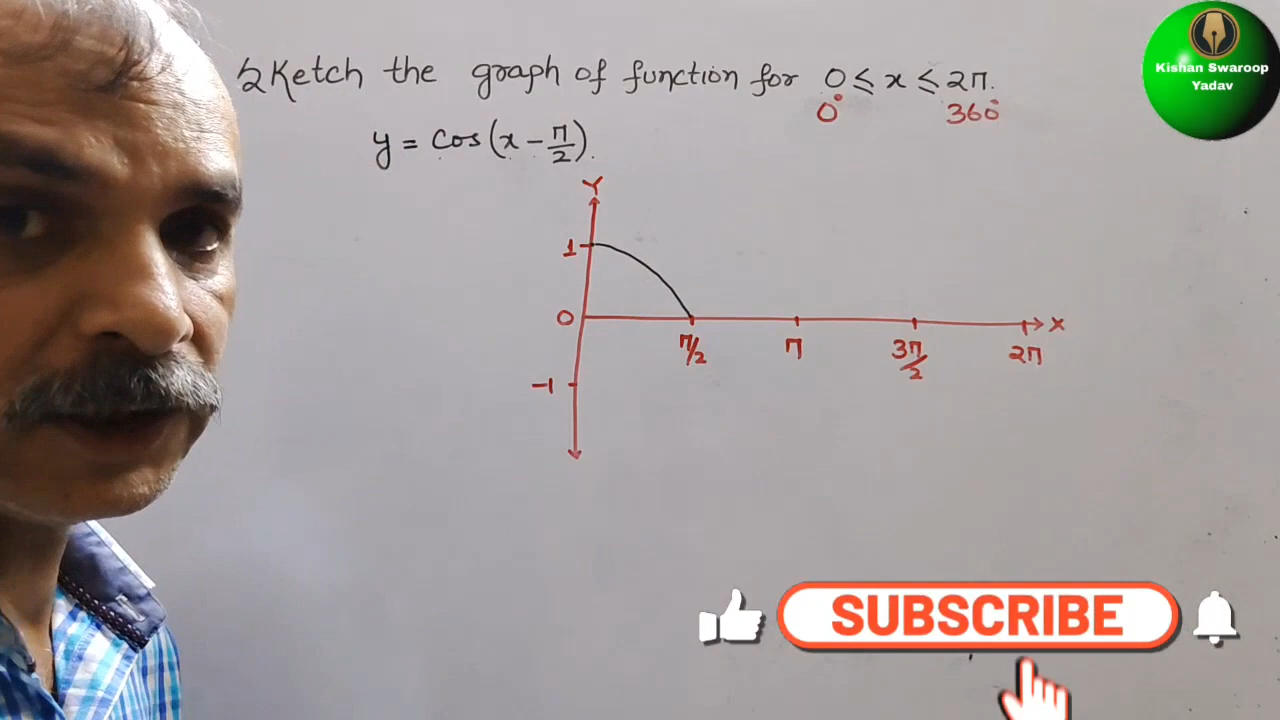 Sketch the graph of function for 0 ≤ x ≤ 2π.
0° 360°
y = cos(x - π/2).
Y
1
0
-1
π/2 π 3π/2 2π
X
Kishan Swaroop
Yadav
SUBSCRIBE